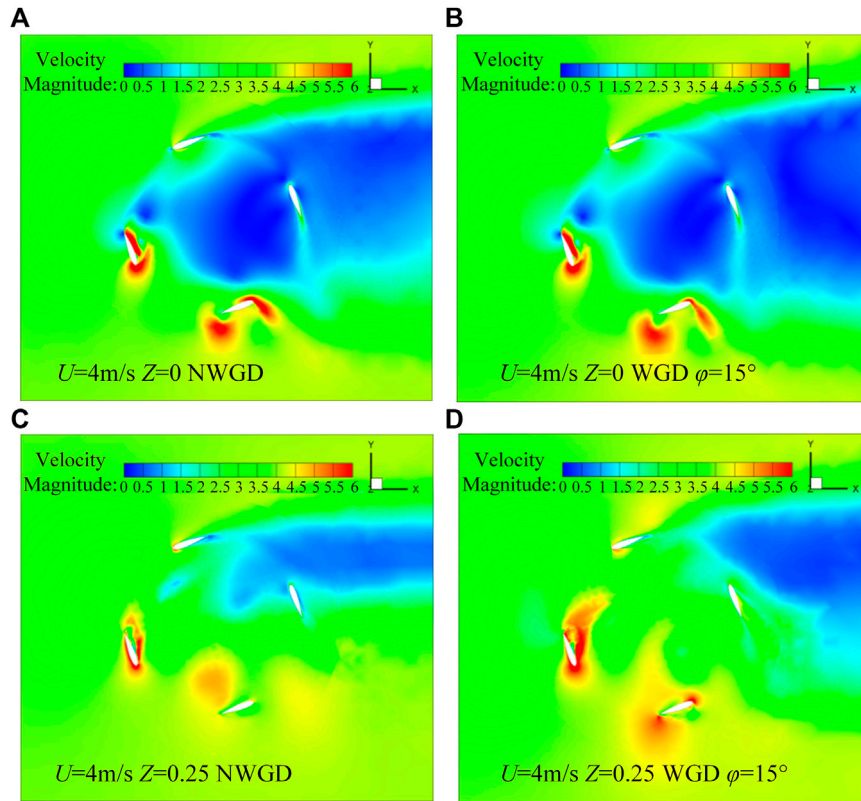 A
Velocity
Magnitude: 0 0.5 1 1.5 2 2.5 3 3.5 4 4.5 5 5.5 6
Y
X
U=4m/s Z=0 NWGD
B
Velocity
Magnitude: 0 0.5 1 1.5 2 2.5 3 3.5 4 4.5 5 5.5 6
Y
X
U=4m/s Z=0 WGD φ=15°
C
Velocity
Magnitude: 0 0.5 1 1.5 2 2.5 3 3.5 4 4.5 5 5.5 6
Y
X
U=4m/s Z=0.25 NWGD
D
Velocity
Magnitude: 0 0.5 1 1.5 2 2.5 3 3.5 4 4.5 5 5.5 6
Y
X
U=4m/s Z=0.25 WGD φ=15°